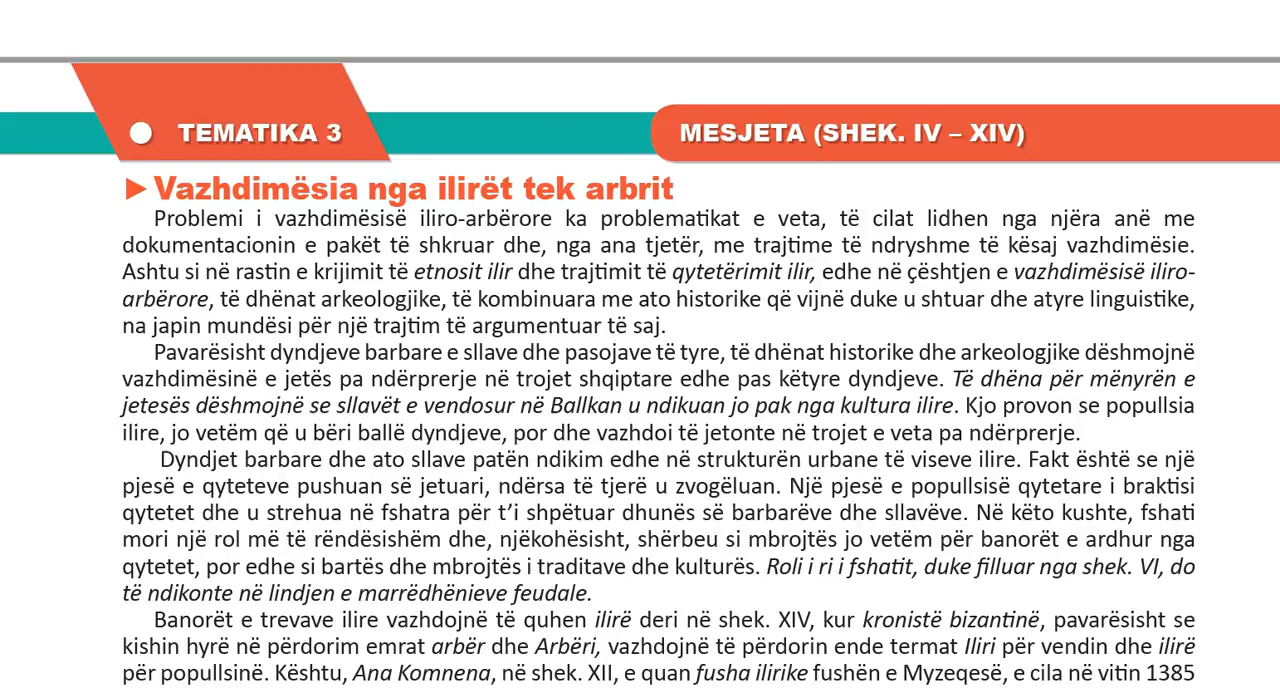 TEMATIKA 3
MESJETA (SHEK. IV – XIV)
Vazhdimësia nga ilirët tek arbrit
Problemi i vazhdimësisë iliro-arbërore ka problematikat e veta, të cilat lidhen nga njëra anë me
dokumentacionin e pakët të shkruar dhe, nga ana tjetër, me trajtime të ndryshme të kësaj vazhdimësie.
Ashtu si në rastin e krijimit të etnosit ilir dhe trajtimit të qytetërimit ilir, edhe në çështjen e vazhdimësisë iliro-
arbërore, të dhënat arkeologjike, të kombinuara me ato historike që vijnë duke u shtuar dhe atyre linguistike,
na japin mundësi për një trajtim të argumentuar të saj.
Pavarësisht dyndjeve barbare e sllave dhe pasojave të tyre, të dhënat historike dhe arkeologjike dëshmojnë
vazhdimësinë e jetës pa ndërprerje në trojet shqiptare edhe pas këtyre dyndjeve. Të dhëna për mënyrën e
jetesës dëshmojnë se sllavët e vendosur në Ballkan u ndikuan jo pak nga kultura ilire. Kjo provon se popullsia
ilire, jo vetëm që u bëri ballë dyndjeve, por dhe vazhdoi të jetonte në trojet e veta pa ndërprerje.
Dyndjet barbare dhe ato sllave patën ndikim edhe në strukturën urbane të viseve ilire. Fakt është se një
pjesë e qyteteve pushuan së jetuari, ndërsa të tjerë u zvogëluan. Një pjesë e popullsisë qytetare i braktisi
qytetet dhe u strehua në fshatra për t’i shpëtuar dhunës së barbarëve dhe sllavëve. Në këto kushte, fshati
mori një rol më të rëndësishëm dhe, njëkohësisht, shërbeu si mbrojtës jo vetëm për banorët e ardhur nga
qytetet, por edhe si bartës dhe mbrojtës i traditave dhe kulturës. Roli i ri i fshatit, duke filluar nga shek. VI, do
të ndikonte në lindjen e marrëdhënieve feudale.
Banorët e trevave ilire vazhdojnë të quhen ilirë deri në shek. XIV, kur kronistë bizantinë, pavarësisht se
kishin hyrë në përdorim emrat arbër dhe Arbëri, vazhdojnë të përdorin ende termat Iliri për vendin dhe ilirë
për popullsinë. Kështu, Ana Komnena, në shek. XII, e quan fusha ilirike fushën e Myzeqesë, e cila në vitin 1385